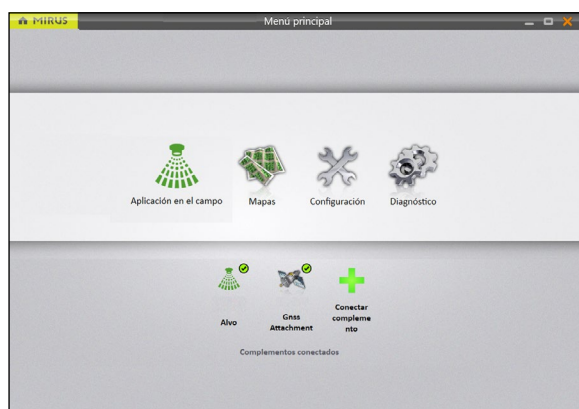 MIRUS
Menú principal
Aplicación en el campo
Mapas
Configuración
Diagnóstico
Alvo
Gnss
Attachment
Conectar
compleme
nto
Complementos conectados